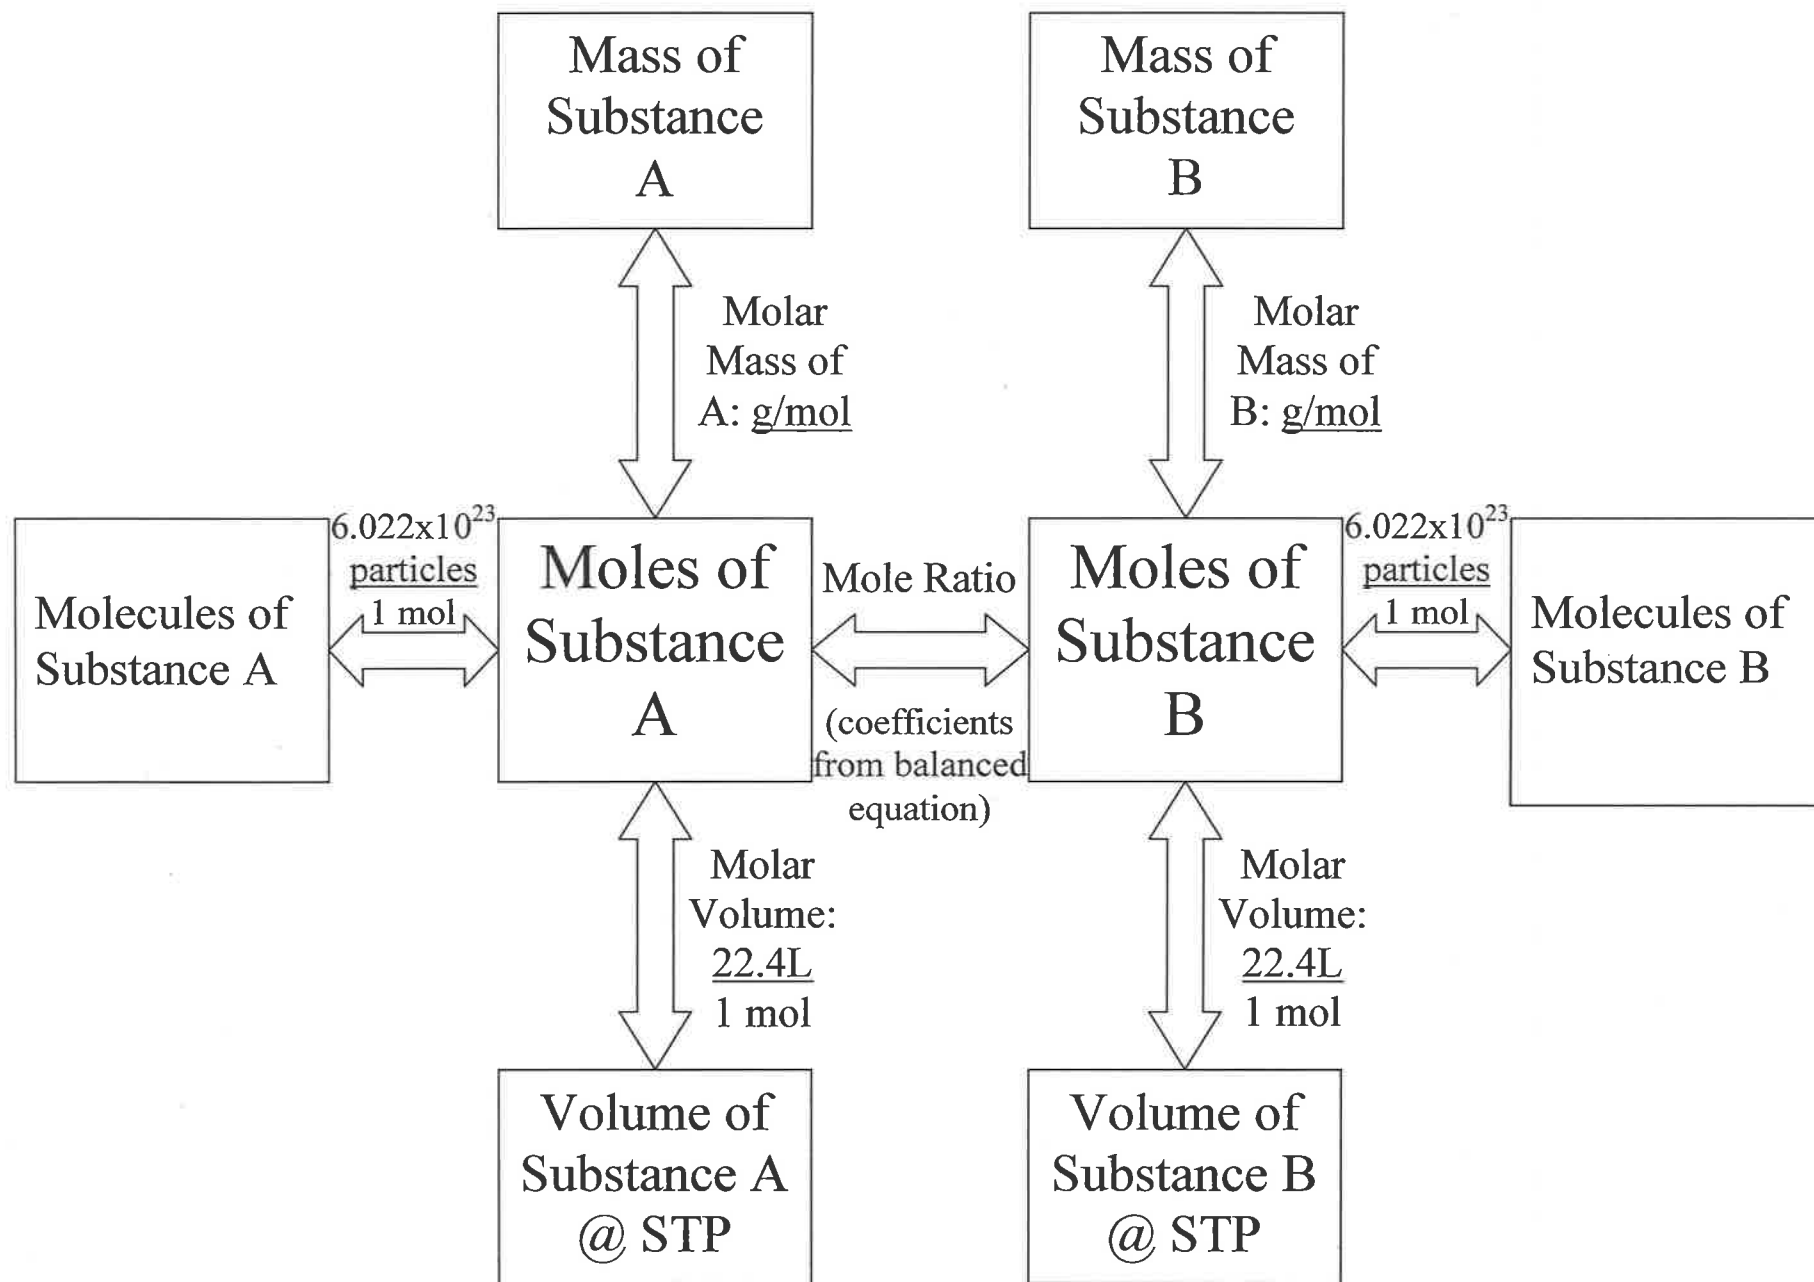 Mass of
Substance
A
Mass of
Substance
B
Molar
Mass of
A: g/mol
Molar
Mass of
B: g/mol
Molecules of
Substance A
6.022x10²³
particles
1 mol
Moles of
Substance
A
Mole Ratio
(coefficients
from balanced
equation)
Moles of
Substance
B
6.022x10²³
particles
1 mol
Molecules of
Substance B
Molar
Volume:
22.4L
1 mol
Molar
Volume:
22.4L
1 mol
Volume of
Substance A
@ STP
Volume of
Substance B
@ STP